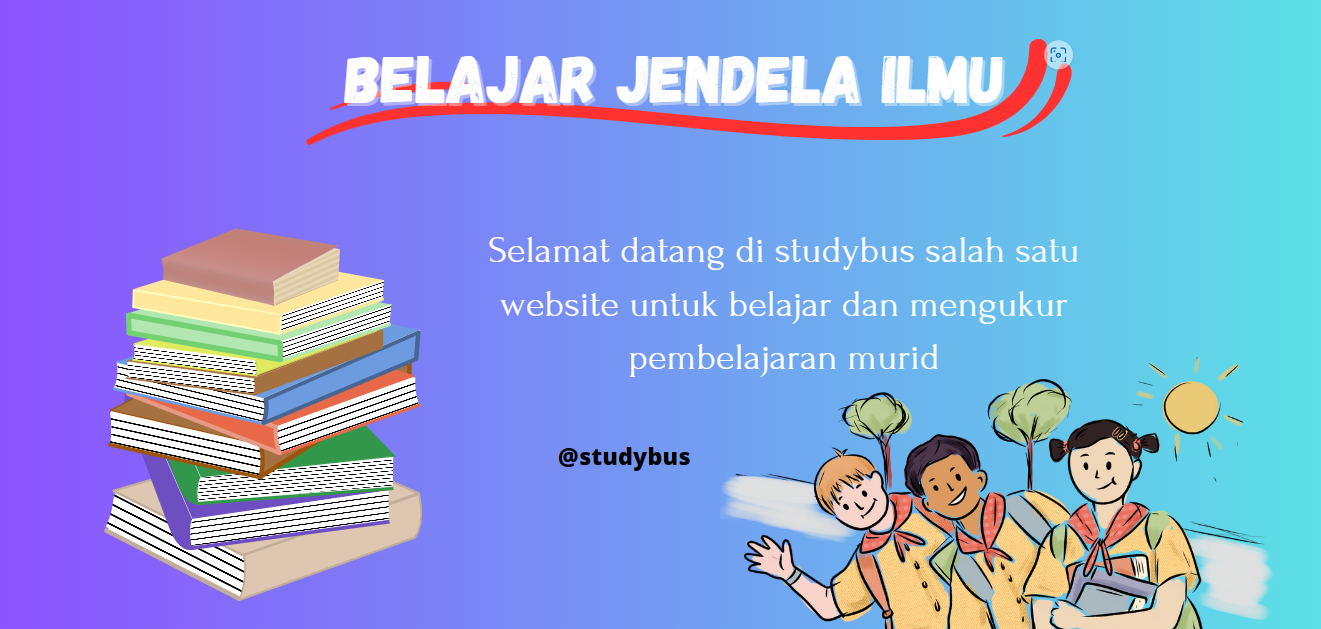 BELAJAR JENDELA ILMU
Selamat datang di studybus salah satu
website untuk belajar dan mengukur
pembelajaran murid
@studybus